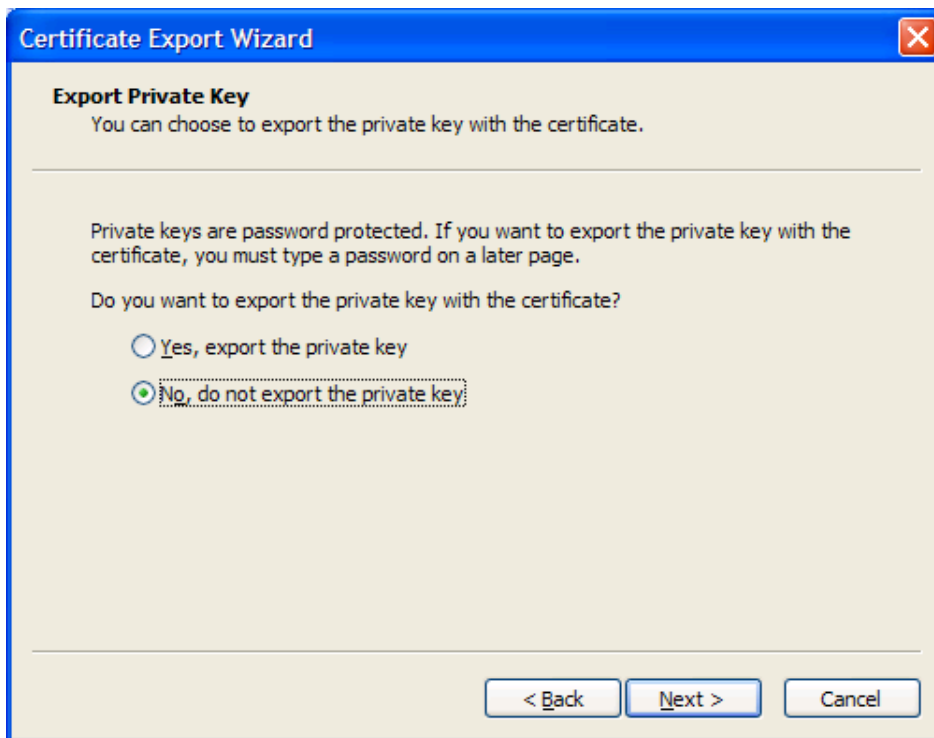 Certificate Export Wizard
Export Private Key
You can choose to export the private key with the certificate.
Private keys are password protected. If you want to export the private key with the
certificate, you must type a password on a later page.
Do you want to export the private key with the certificate?
Yes, export the private key
No, do not export the private key
< Back
Next >
Cancel